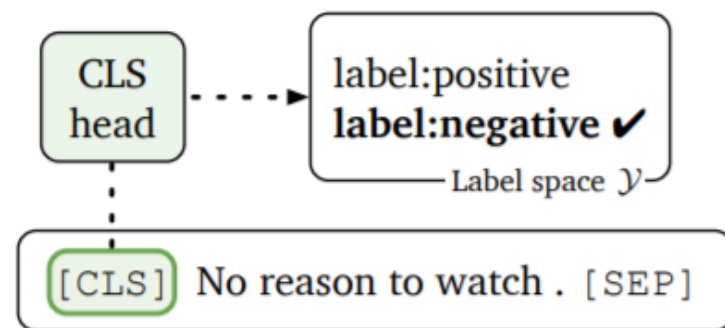 CLS
head
label:positive
label:negative ✔
Label space 𝒴
[CLS] No reason to watch . [SEP]